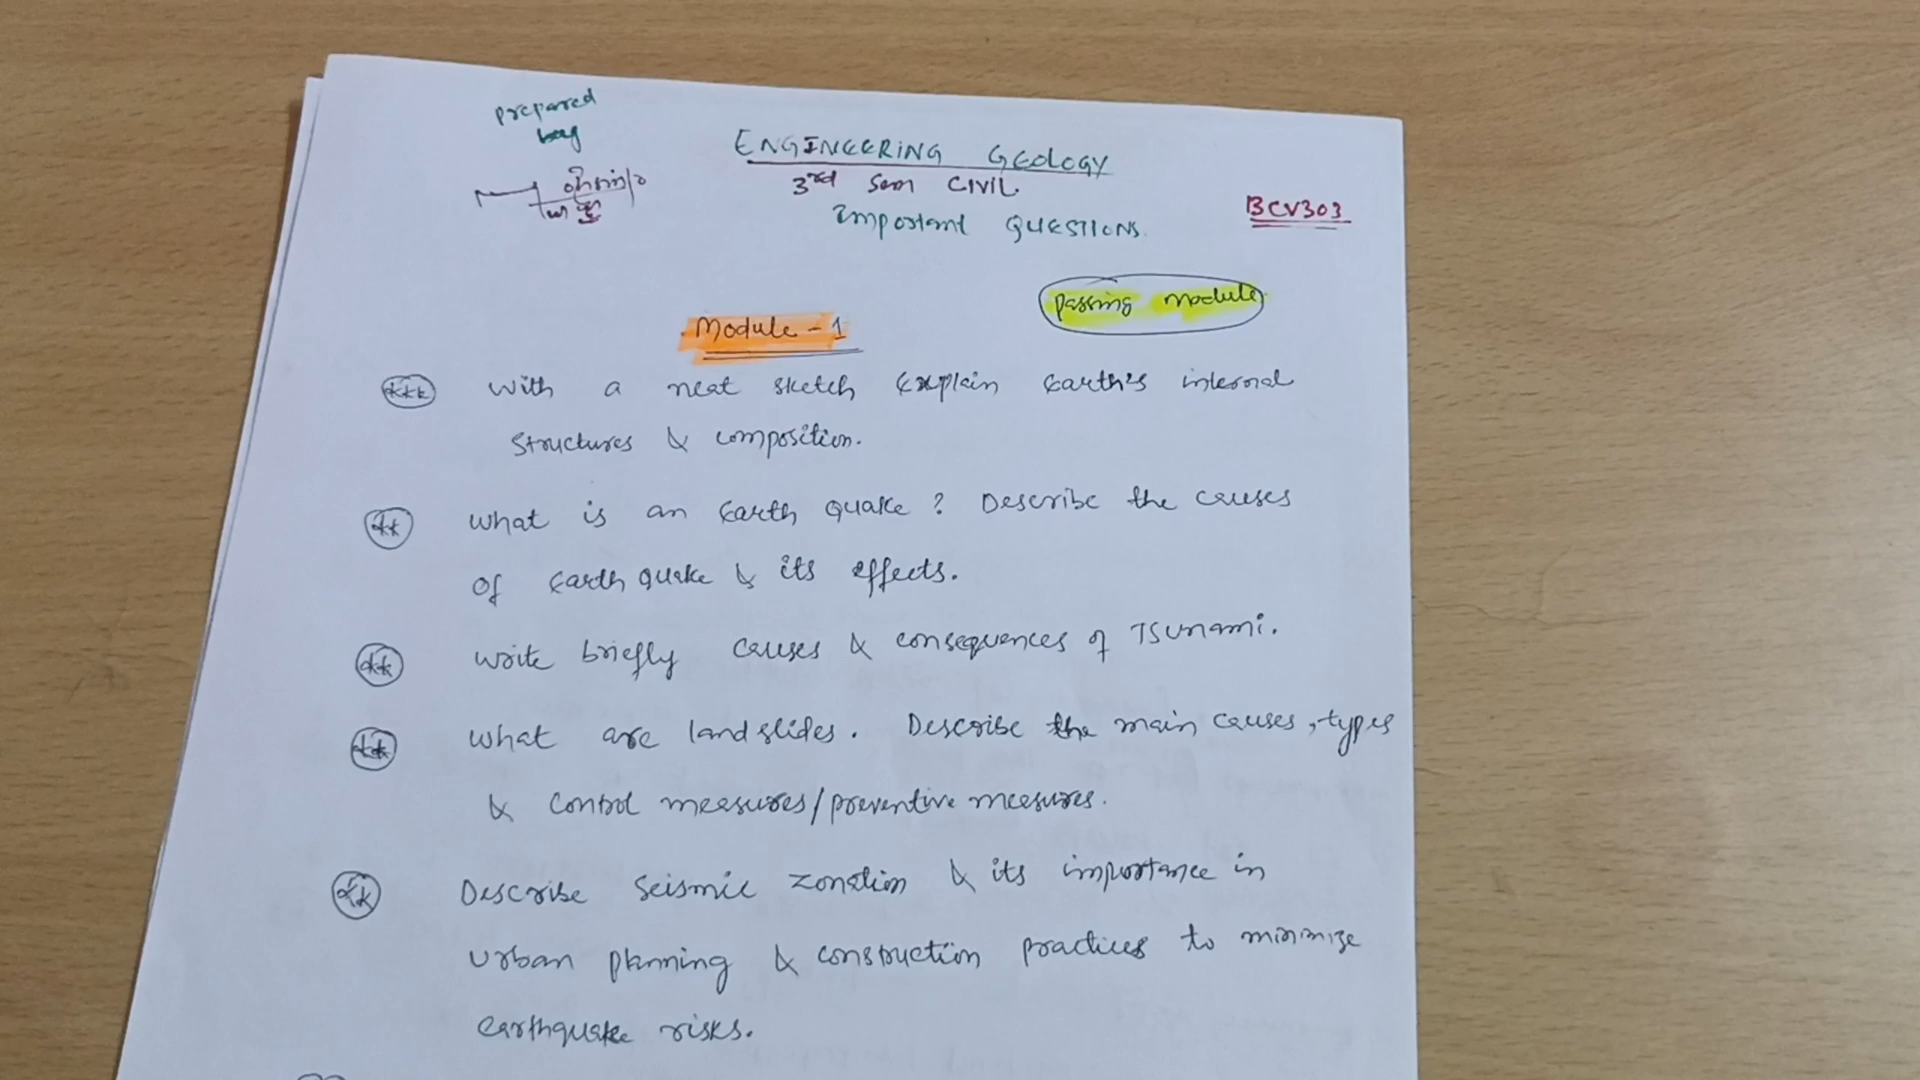 prepared
by
ENGINEERING GEOLOGY
3rd Sem CIVIL.
BCV303
Important QUESTIONS.
Passing module
Module-1
With a neat sketch Explain Earth's internal
Structures & composition.
What is an Earth Quake? Describe the causes
of Earth quake & its effects.
Write briefly causes & consequences of Tsunami.
What are landslides. Describe the main causes, types
& Control measures/preventive measures.
Describe Seismic zonation & its importance in
urban planning & construction practices to minimize
earthquake risks.